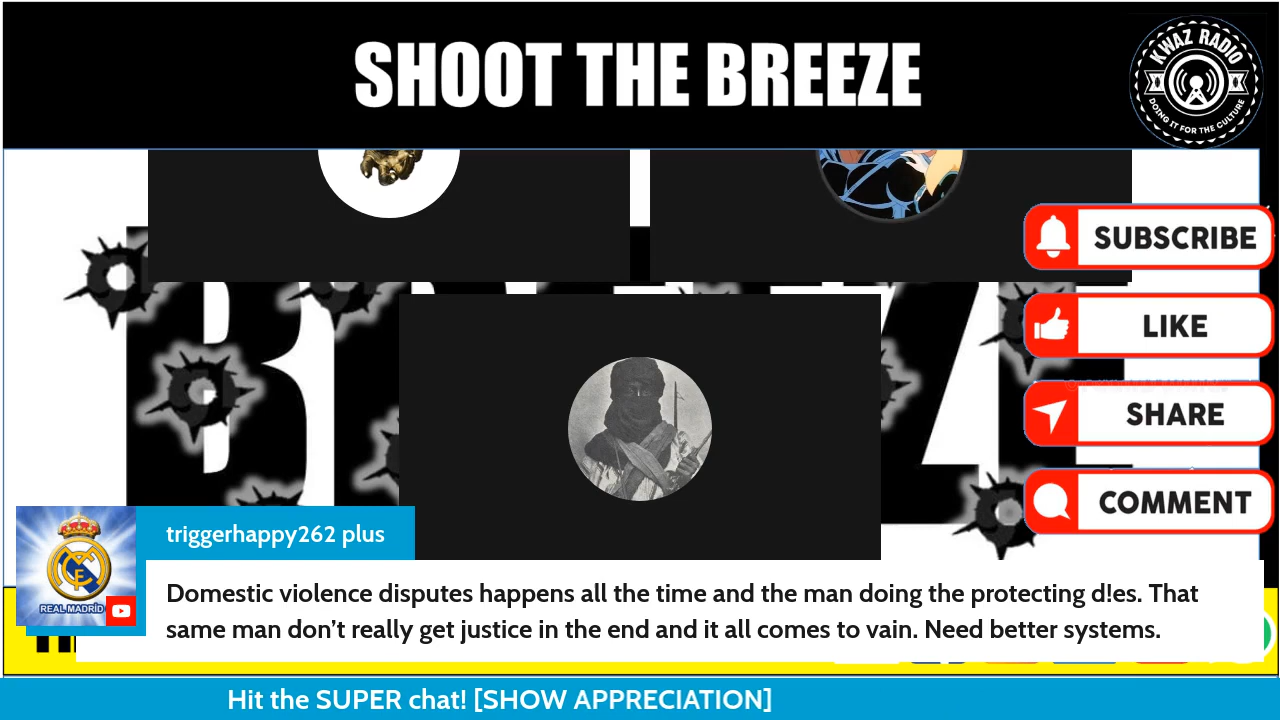 SHOOT THE BREEZE
KWAZ RADIO
DOING IT FOR THE CULTURE
SUBSCRIBE
LIKE
SHARE
COMMENT
triggerhappy262 plus
REAL MADRID
Domestic violence disputes happens all the time and the man doing the protecting d!es. That
same man don’t really get justice in the end and it all comes to vain. Need better systems.
Hit the SUPER chat! [SHOW APPRECIATION]